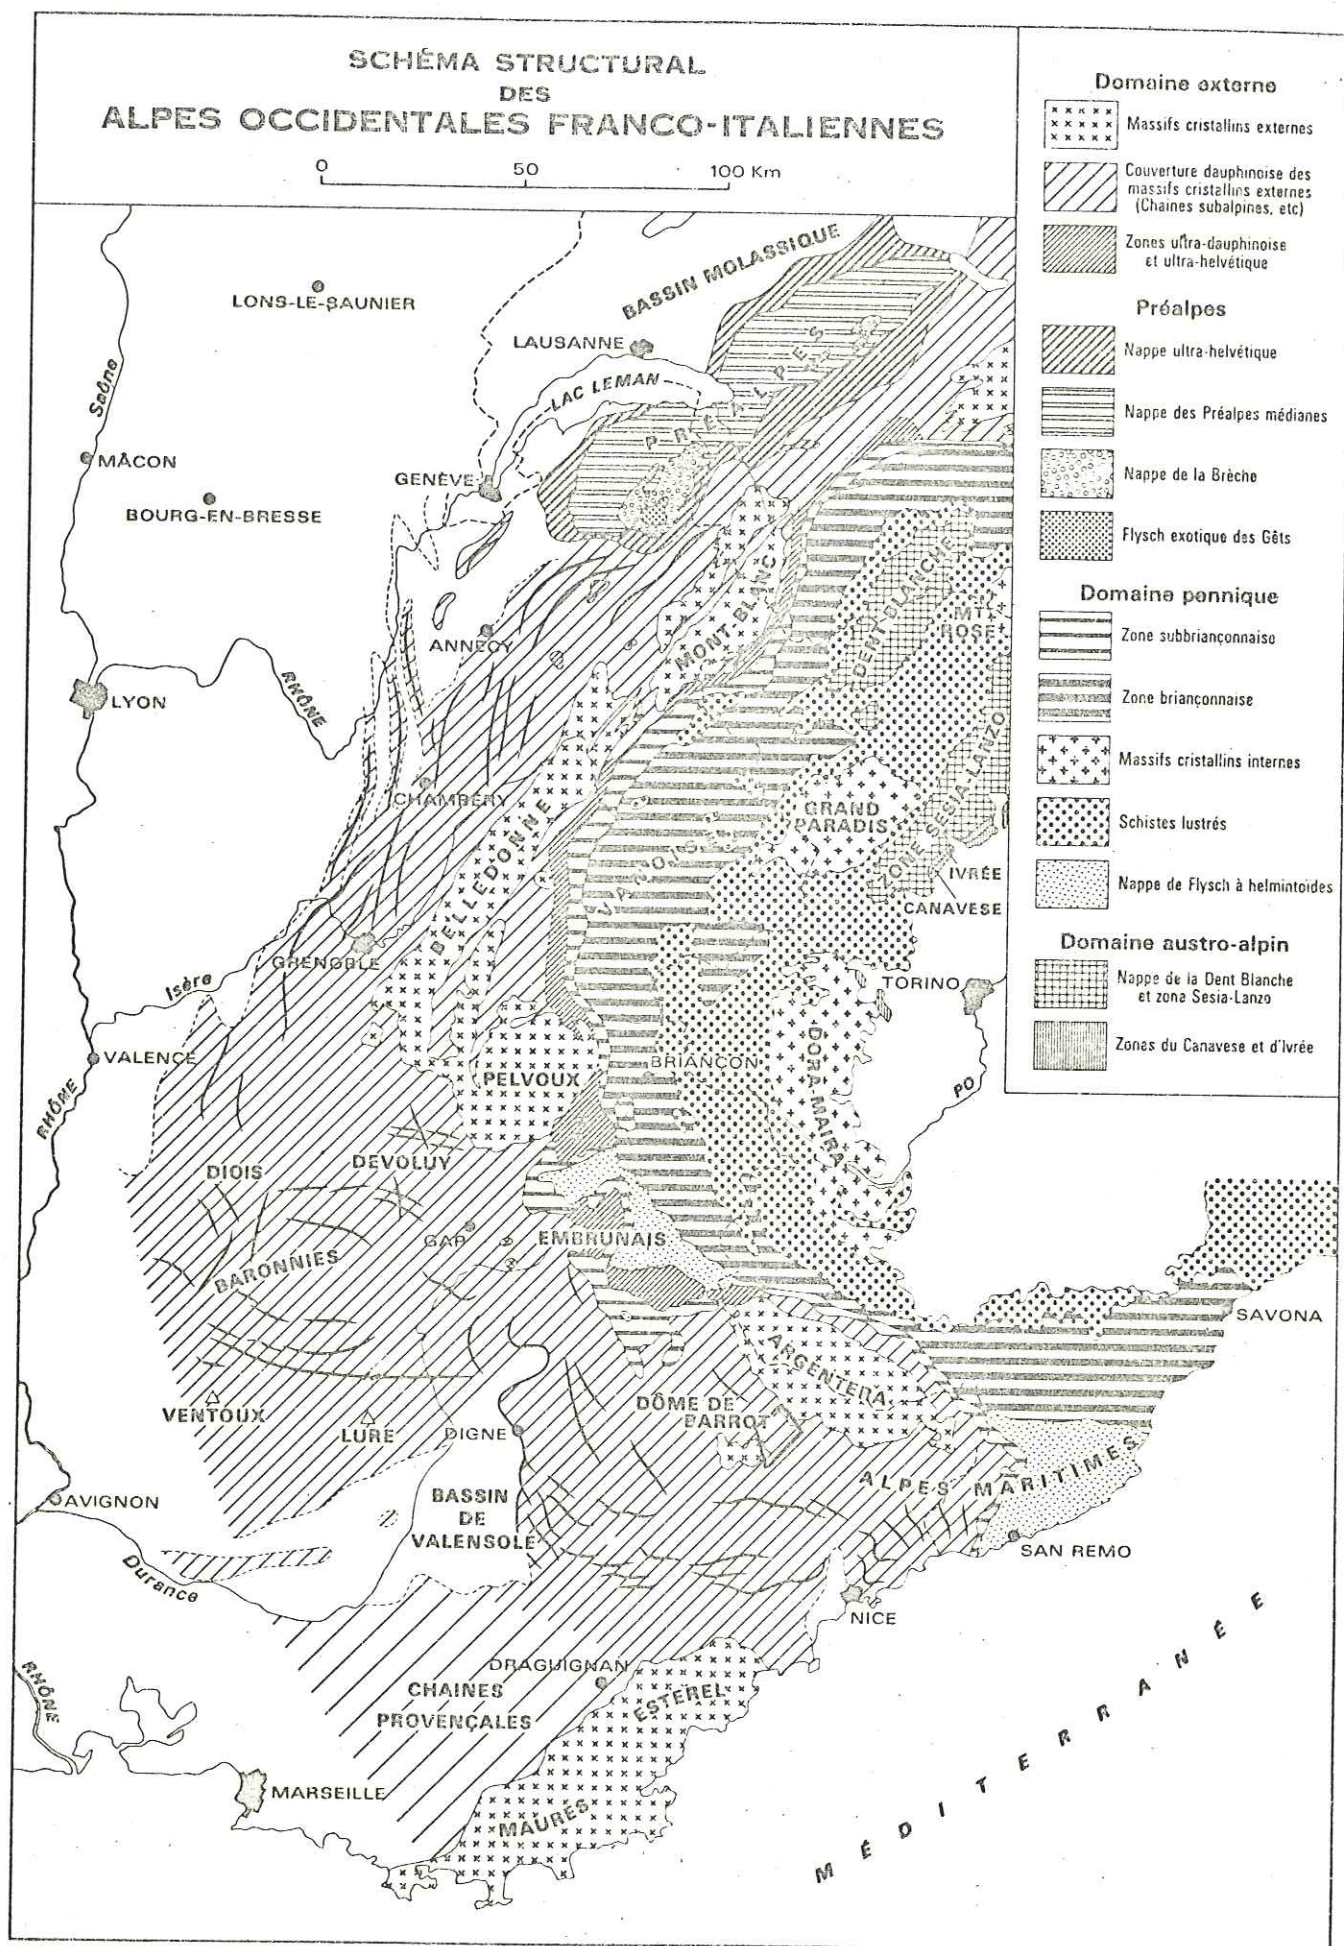 SCHÉMA STRUCTURAL
DES
ALPES OCCIDENTALES FRANCO-ITALIENNES
0 50 100 Km
Domaine externe
Massifs cristallins externes
Couverture dauphinoise des
massifs cristallins externes
(Chaines subalpines, etc)
Zones ultra-dauphinoise
et ultra-helvétique
Préalpes
Nappe ultra-helvétique
Nappe des Préalpes médianes
Nappe de la Brèche
Flysch exotique des Gêts
Domaine pennique
Zone subbriançonnaise
Zone briançonnaise
Massifs cristallins internes
Schistes lustrés
Nappe de Flysch à helmintoïdes
Domaine austro-alpin
Nappe de la Dent Blanche
et zona Sesia-Lanzo
Zones du Canavese et d'Ivrée
BASSIN MOLASSIQUE
LONS-LE-SAUNIER
LAUSANNE
LAC LEMAN
PRÉALPES
Saône
MÂCON
GENÈVE
BOURG-EN-BRESSE
DENT-BLANCHE
MT
ROSE
MONT-BLANC
ANNECY
RHÔNE
LYON
CHAMBÉRY
BELLEDONNE
VANOISE
GRAND
PARADIS
ZONE SESIA-LANZO
IVRÉE
CANAVESE
GRENOBLE
Isère
TORINO
VALENCE
PELVOUX
BRIANÇON
DORA-MAIRA
PO
RHÔME
DIOIS
DEVOLUY
GAP
EMBRUNAIS
BARONNIES
SAVONA
ARGENTERA
VENTOUX
LURE
DIGNE
DÔME DE
BARROT
ALPES MARITIMES
AVIGNON
BASSIN
DE
VALENSOLE
SAN REMO
Durance
NICE
RHÔNE
DRAGUIGNAN
CHAINES
PROVENÇALES
ESTEREL
MARSEILLE
MAURES
MÉDITERRANÉE